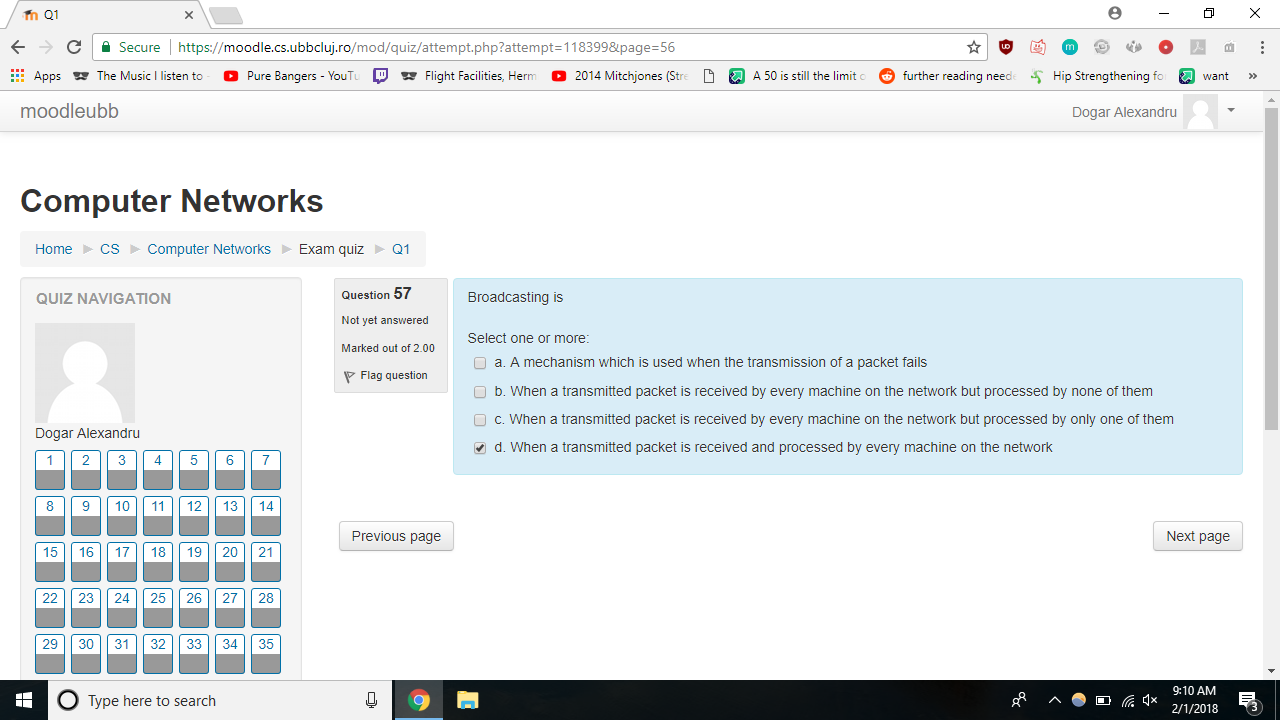 Q1
Secure https://moodle.cs.ubbcluj.ro/mod/quiz/attempt.php?attempt=118399&page=56
Apps The Music I listen to - Pure Bangers - YouTu Flight Facilities, Herm 2014 Mitchjones (Stre A 50 is still the limit o further reading neede Hip Strengthening fo want »
moodleubb Dogar Alexandru
Computer Networks
Home CS Computer Networks Exam quiz Q1
QUIZ NAVIGATION
Dogar Alexandru
1 2 3 4 5 6 7
8 9 10 11 12 13 14
15 16 17 18 19 20 21
22 23 24 25 26 27 28
29 30 31 32 33 34 35
Question 57
Not yet answered
Marked out of 2.00
Flag question
Broadcasting is
Select one or more:
a. A mechanism which is used when the transmission of a packet fails
b. When a transmitted packet is received by every machine on the network but processed by none of them
c. When a transmitted packet is received by every machine on the network but processed by only one of them
d. When a transmitted packet is received and processed by every machine on the network
Previous page Next page
Type here to search
9:10 AM
2/1/2018
3